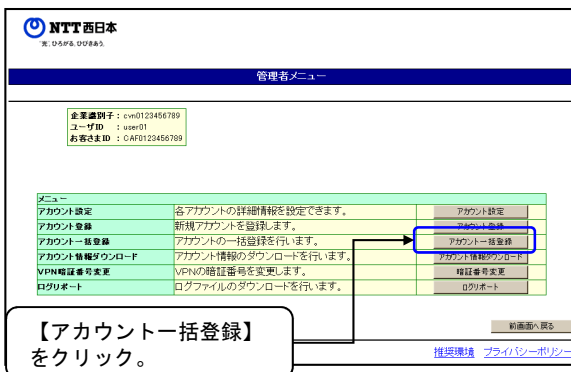 NTT西日本
光、ひろがる、ひびきあう。
管理者メニュー
企業識別子：cvn0123456789
ユーザID ：user01
お客さまID ：CAF0123456789
メニュー
アカウント設定 各アカウントの詳細情報を設定できます。 アカウント設定
アカウント登録 新規アカウントを登録します。 アカウント登録
アカウント一括登録 アカウントの一括登録を行います。 アカウント一括登録
アカウント情報ダウンロード アカウント情報のダウンロードを行います。 アカウント情報ダウンロード
VPN暗証番号変更 VPNの暗証番号を変更します。 暗証番号変更
ログリポート ログファイルのダウンロードを行います。 ログリポート
前画面へ戻る
【アカウント一括登録】
をクリック。
推奨環境 プライバシーポリシー